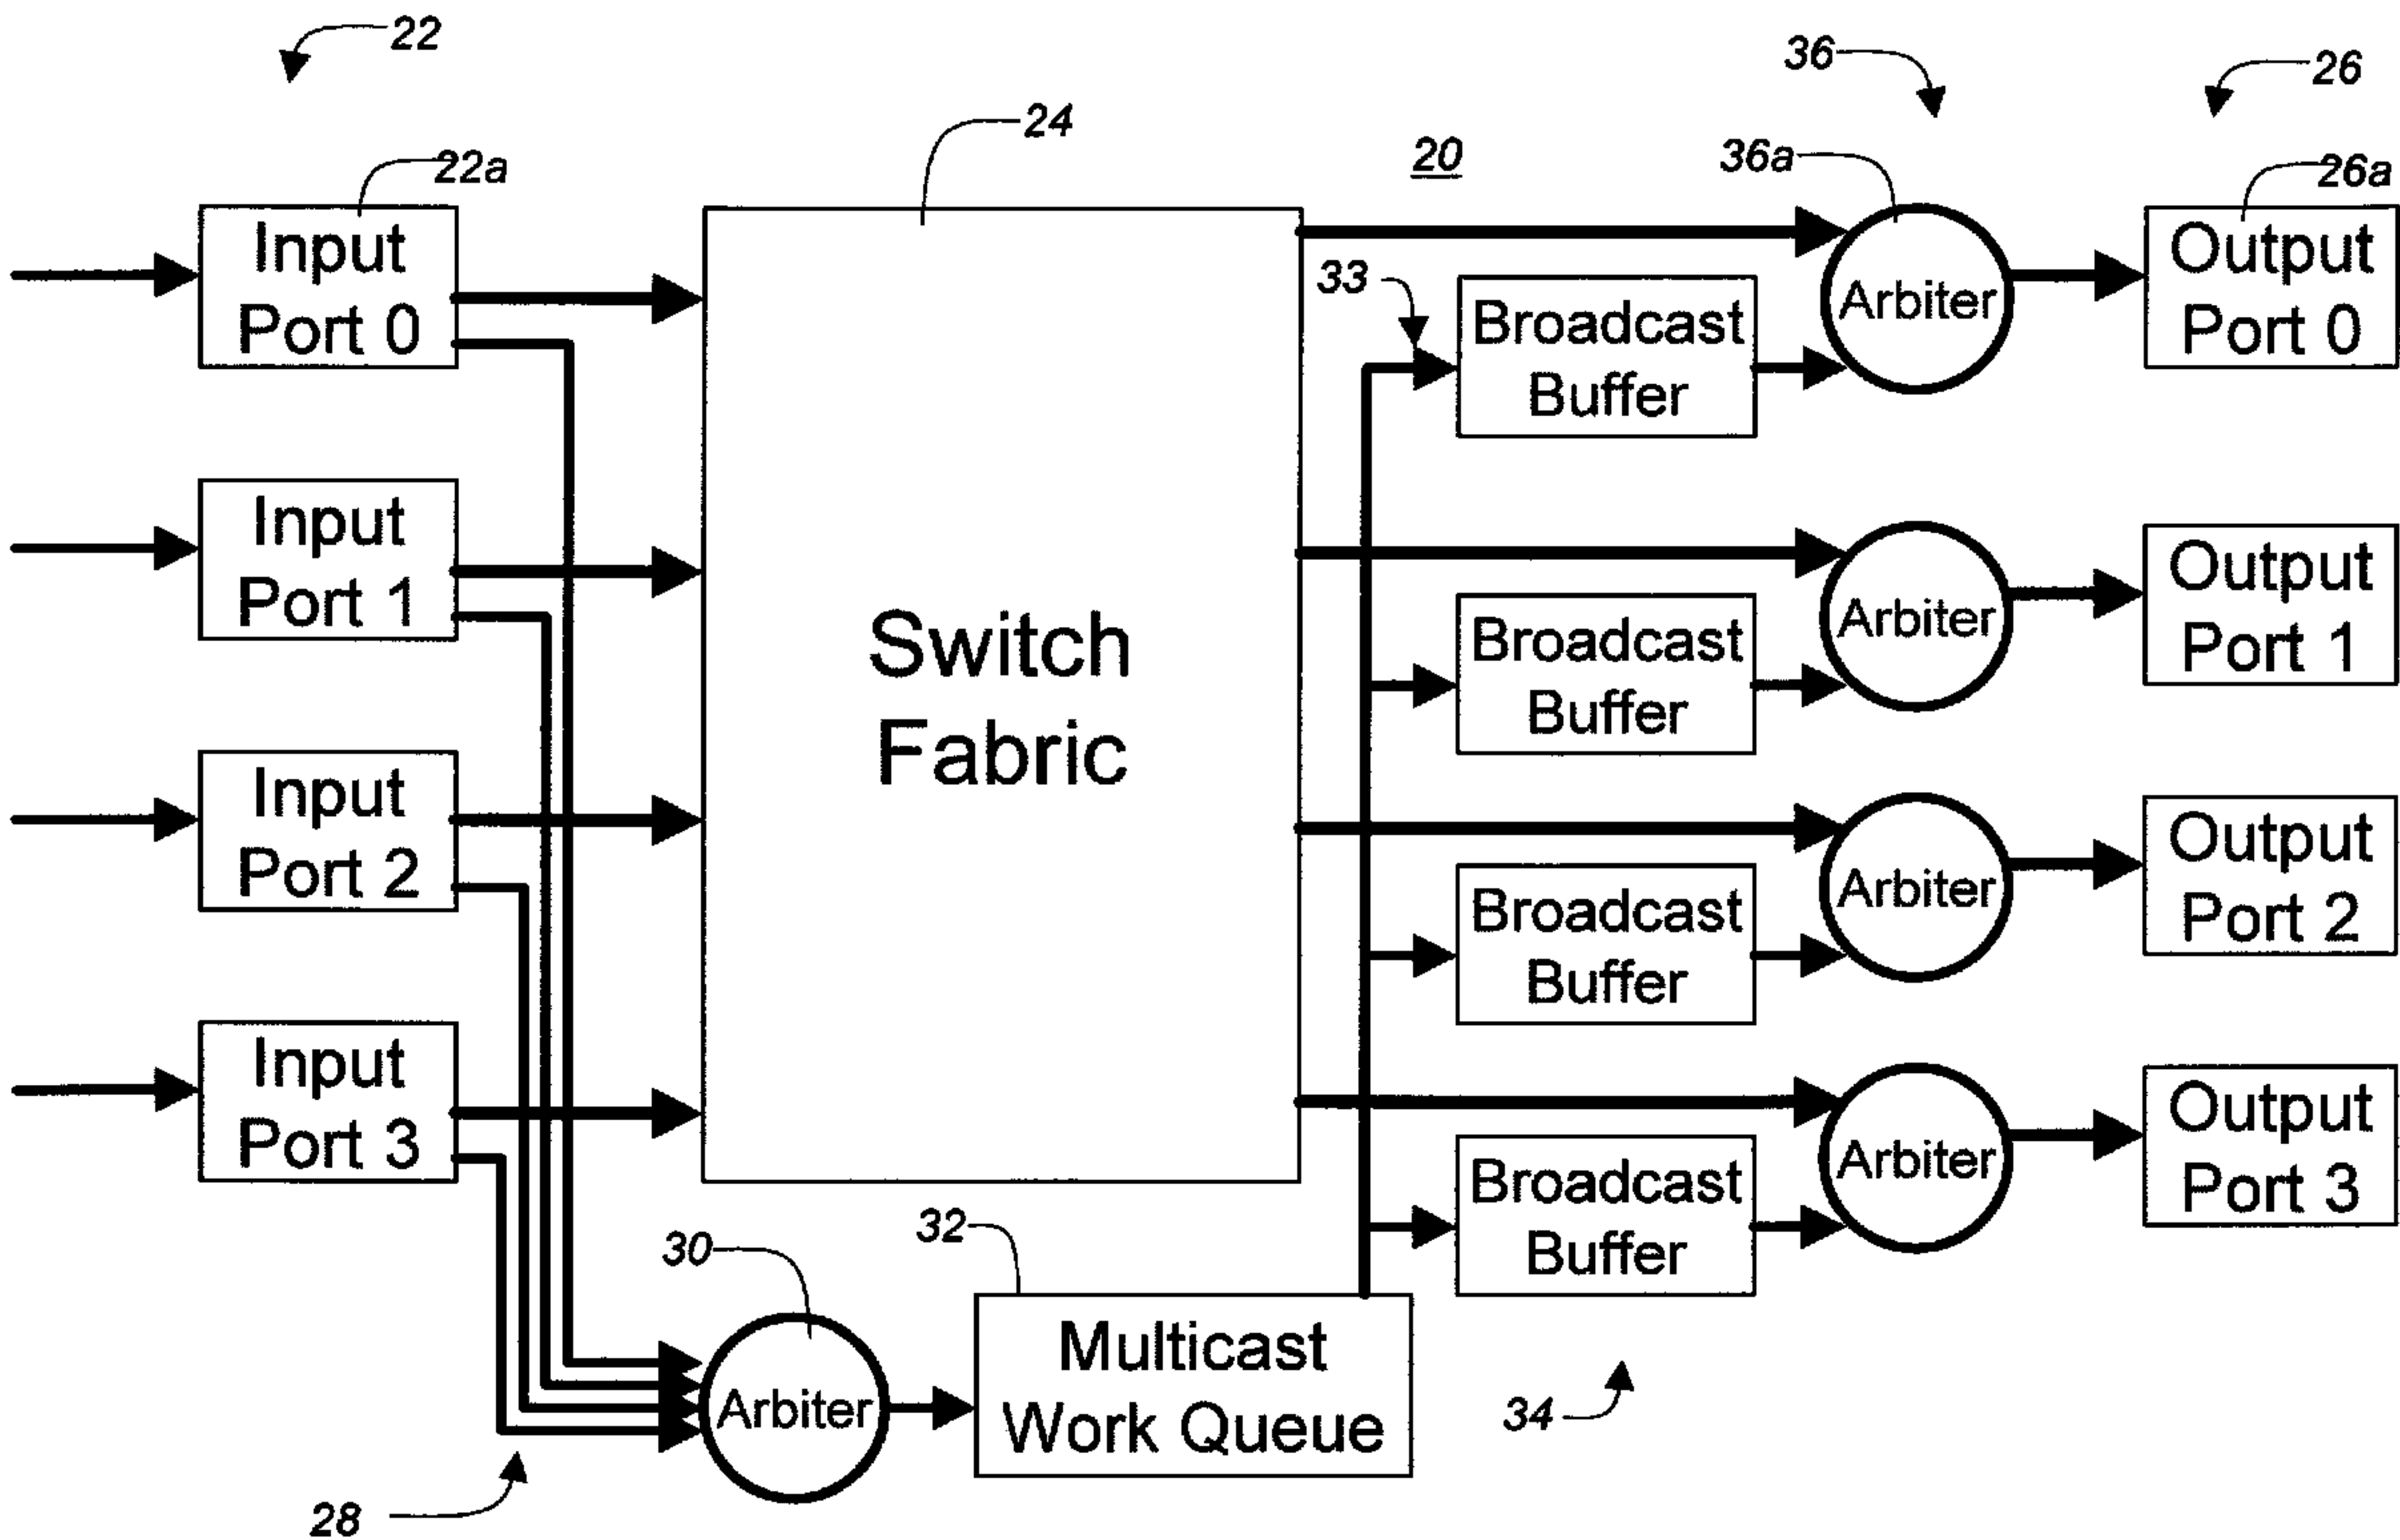 22
36
26
24
20
22a
36a
26a
Input
Port 0
33
Broadcast
Buffer
Arbiter
Output
Port 0
Input
Port 1
Switch
Fabric
Broadcast
Buffer
Arbiter
Output
Port 1
Input
Port 2
Broadcast
Buffer
Arbiter
Output
Port 2
Input
Port 3
Broadcast
Buffer
Arbiter
Output
Port 3
30
32
Arbiter
Multicast
Work Queue
34
28